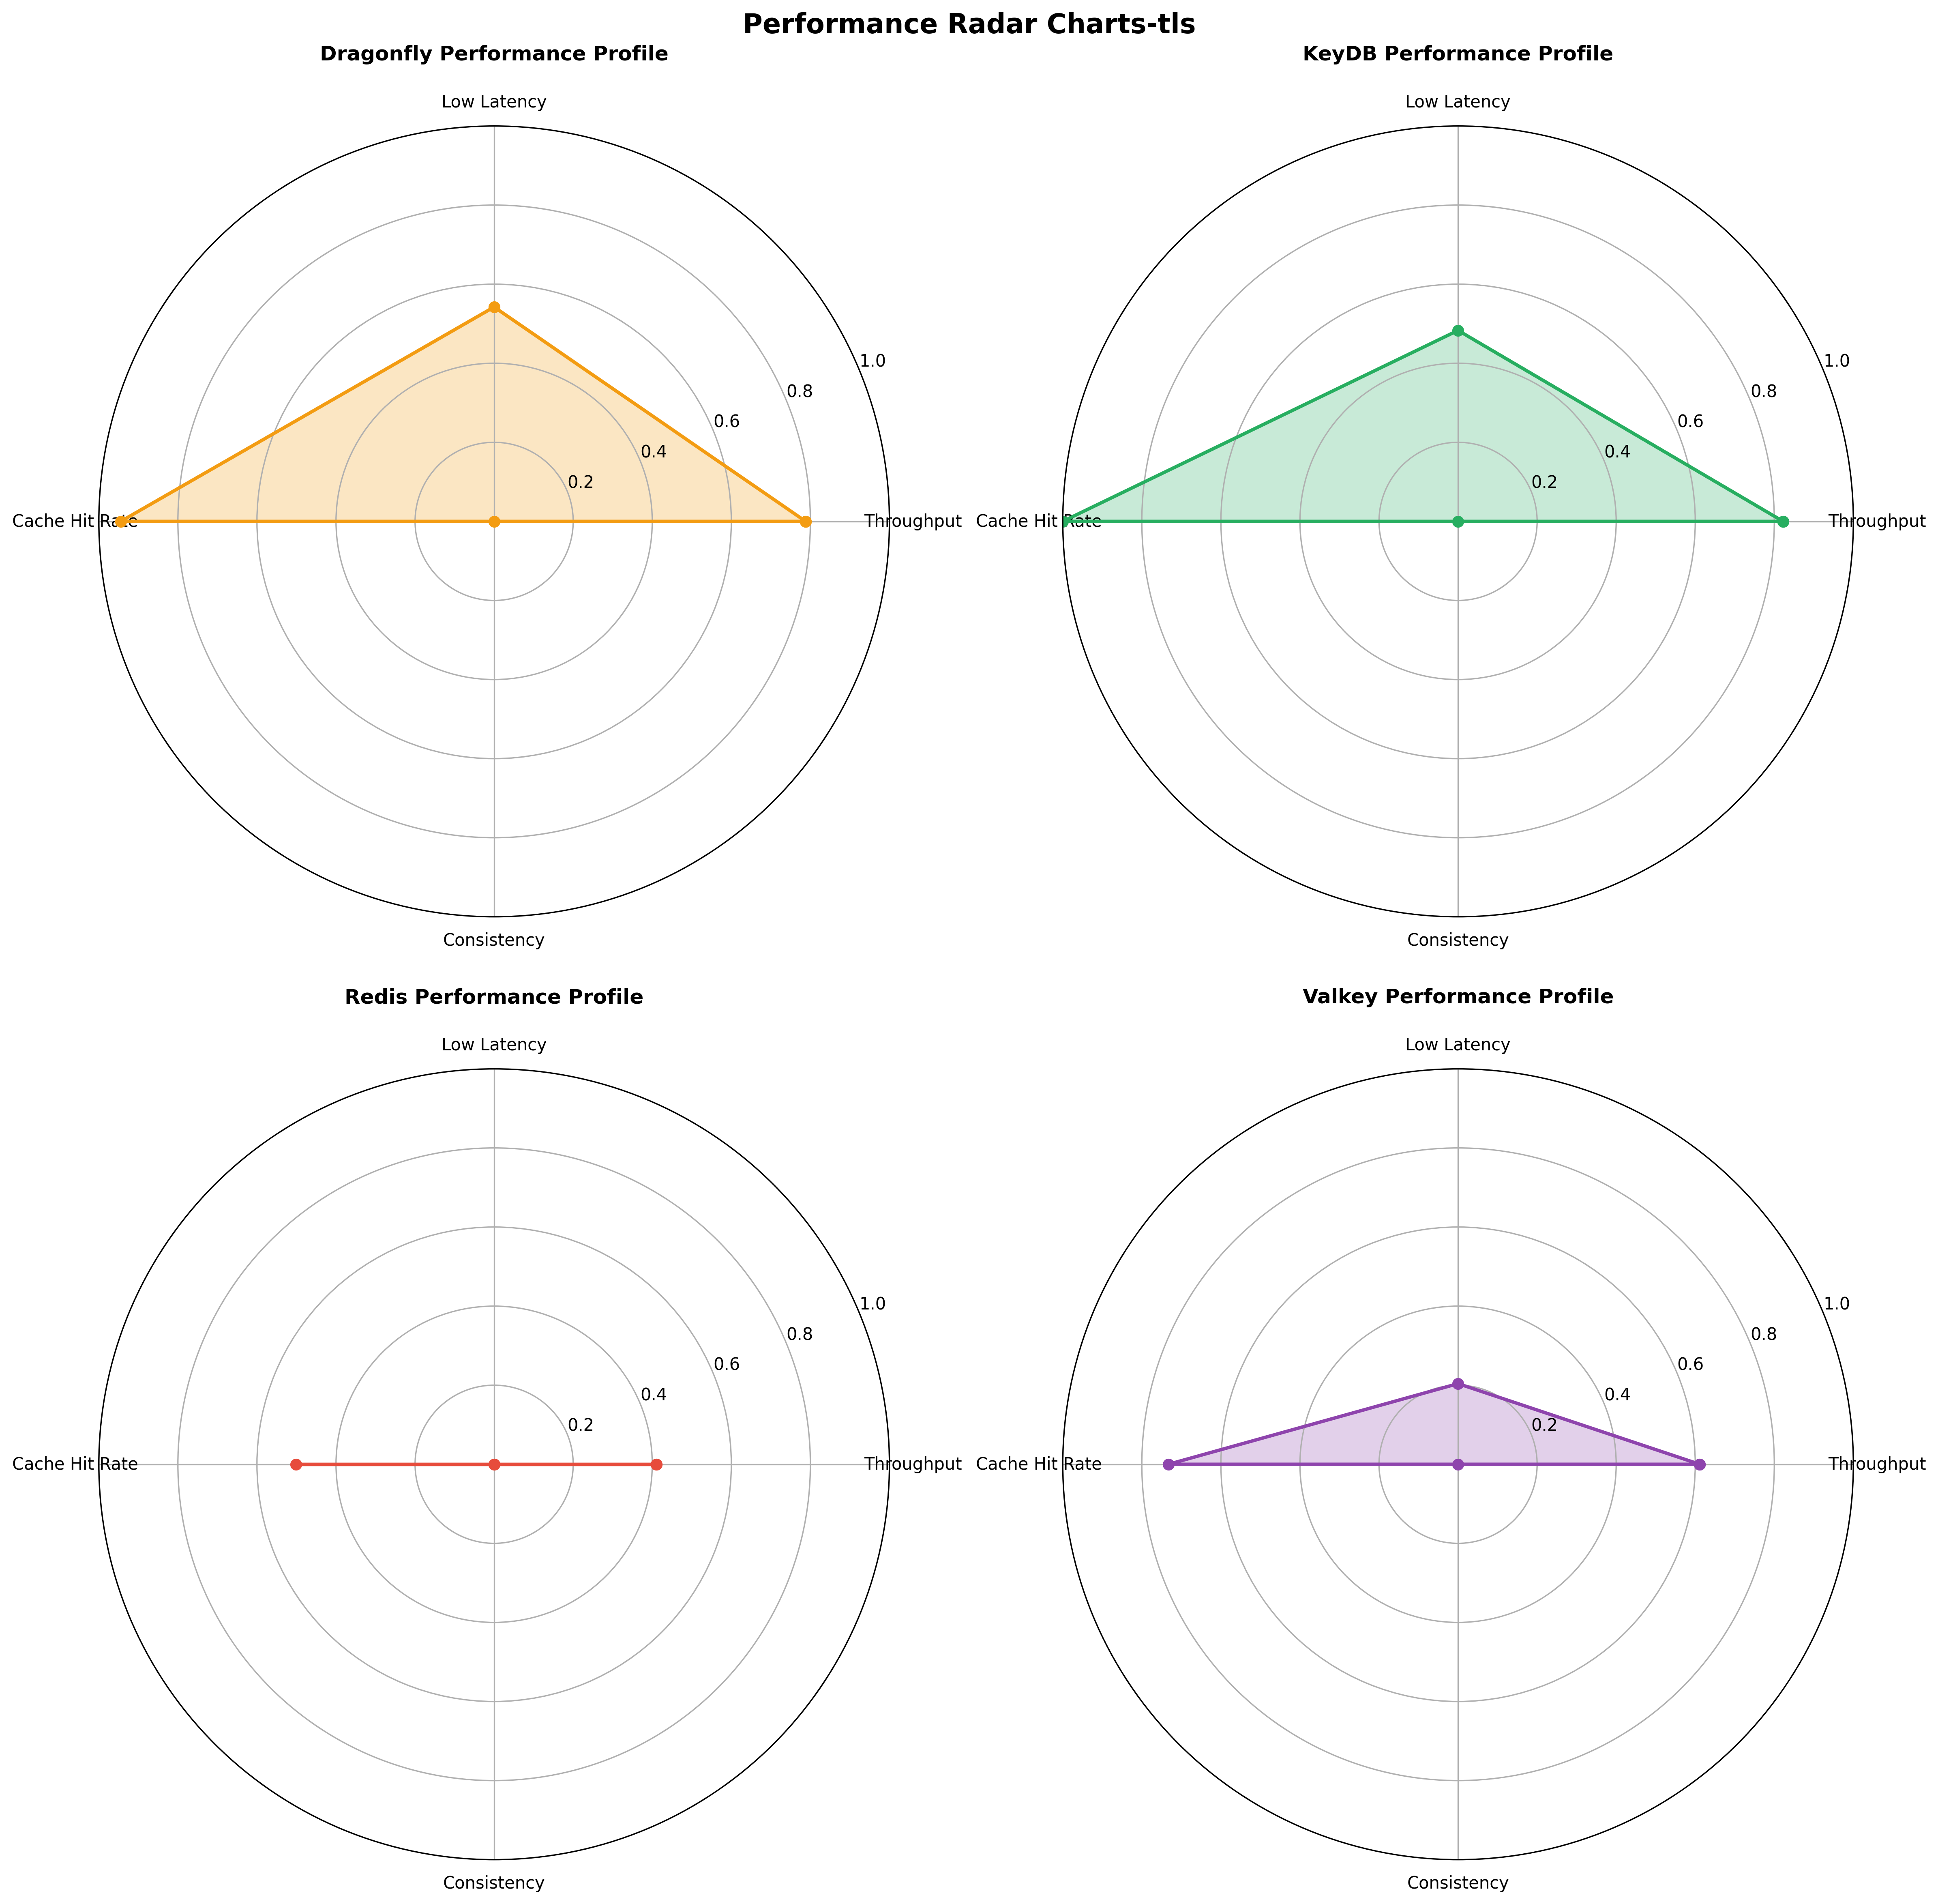 Performance Radar Charts-tls
Dragonfly Performance Profile
Low Latency
1.0
0.8
0.6
0.4
0.2
Cache Hit Rate
Throughput
Consistency
KeyDB Performance Profile
Low Latency
1.0
0.8
0.6
0.4
0.2
Cache Hit Rate
Throughput
Consistency
Redis Performance Profile
Low Latency
1.0
0.8
0.6
0.4
0.2
Cache Hit Rate
Throughput
Consistency
Valkey Performance Profile
Low Latency
1.0
0.8
0.6
0.4
0.2
Cache Hit Rate
Throughput
Consistency